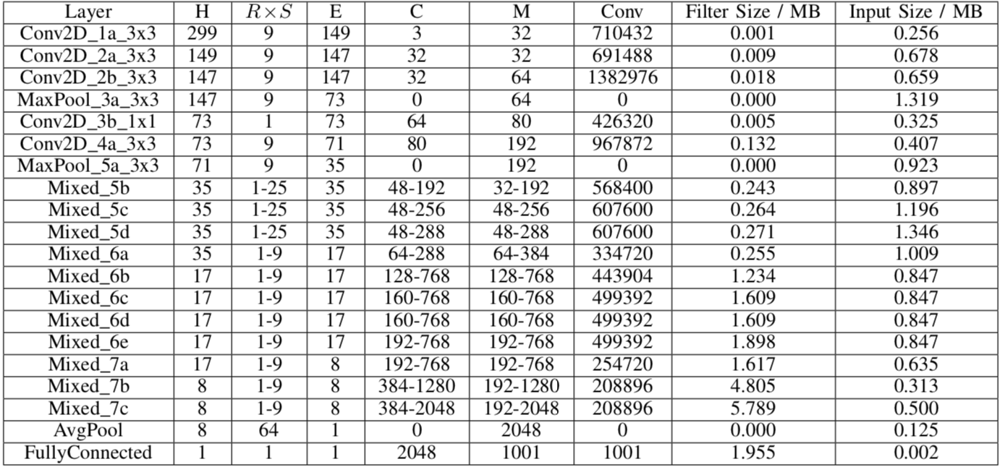 Layer H R×S E C M Conv Filter Size / MB Input Size / MB
Conv2D_1a_3x3 299 9 149 3 32 710432 0.001 0.256
Conv2D_2a_3x3 149 9 147 32 32 691488 0.009 0.678
Conv2D_2b_3x3 147 9 147 32 64 1382976 0.018 0.659
MaxPool_3a_3x3 147 9 73 0 64 0 0.000 1.319
Conv2D_3b_1x1 73 1 73 64 80 426320 0.005 0.325
Conv2D_4a_3x3 73 9 71 80 192 967872 0.132 0.407
MaxPool_5a_3x3 71 9 35 0 192 0 0.000 0.923
Mixed_5b 35 1-25 35 48-192 32-192 568400 0.243 0.897
Mixed_5c 35 1-25 35 48-256 48-256 607600 0.264 1.196
Mixed_5d 35 1-25 35 48-288 48-288 607600 0.271 1.346
Mixed_6a 35 1-9 17 64-288 64-384 334720 0.255 1.009
Mixed_6b 17 1-9 17 128-768 128-768 443904 1.234 0.847
Mixed_6c 17 1-9 17 160-768 160-768 499392 1.609 0.847
Mixed_6d 17 1-9 17 160-768 160-768 499392 1.609 0.847
Mixed_6e 17 1-9 17 192-768 192-768 499392 1.898 0.847
Mixed_7a 17 1-9 8 192-768 192-768 254720 1.617 0.635
Mixed_7b 8 1-9 8 384-1280 192-1280 208896 4.805 0.313
Mixed_7c 8 1-9 8 384-2048 192-2048 208896 5.789 0.500
AvgPool 8 64 1 0 2048 0 0.000 0.125
FullyConnected 1 1 1 2048 1001 1001 1.955 0.002